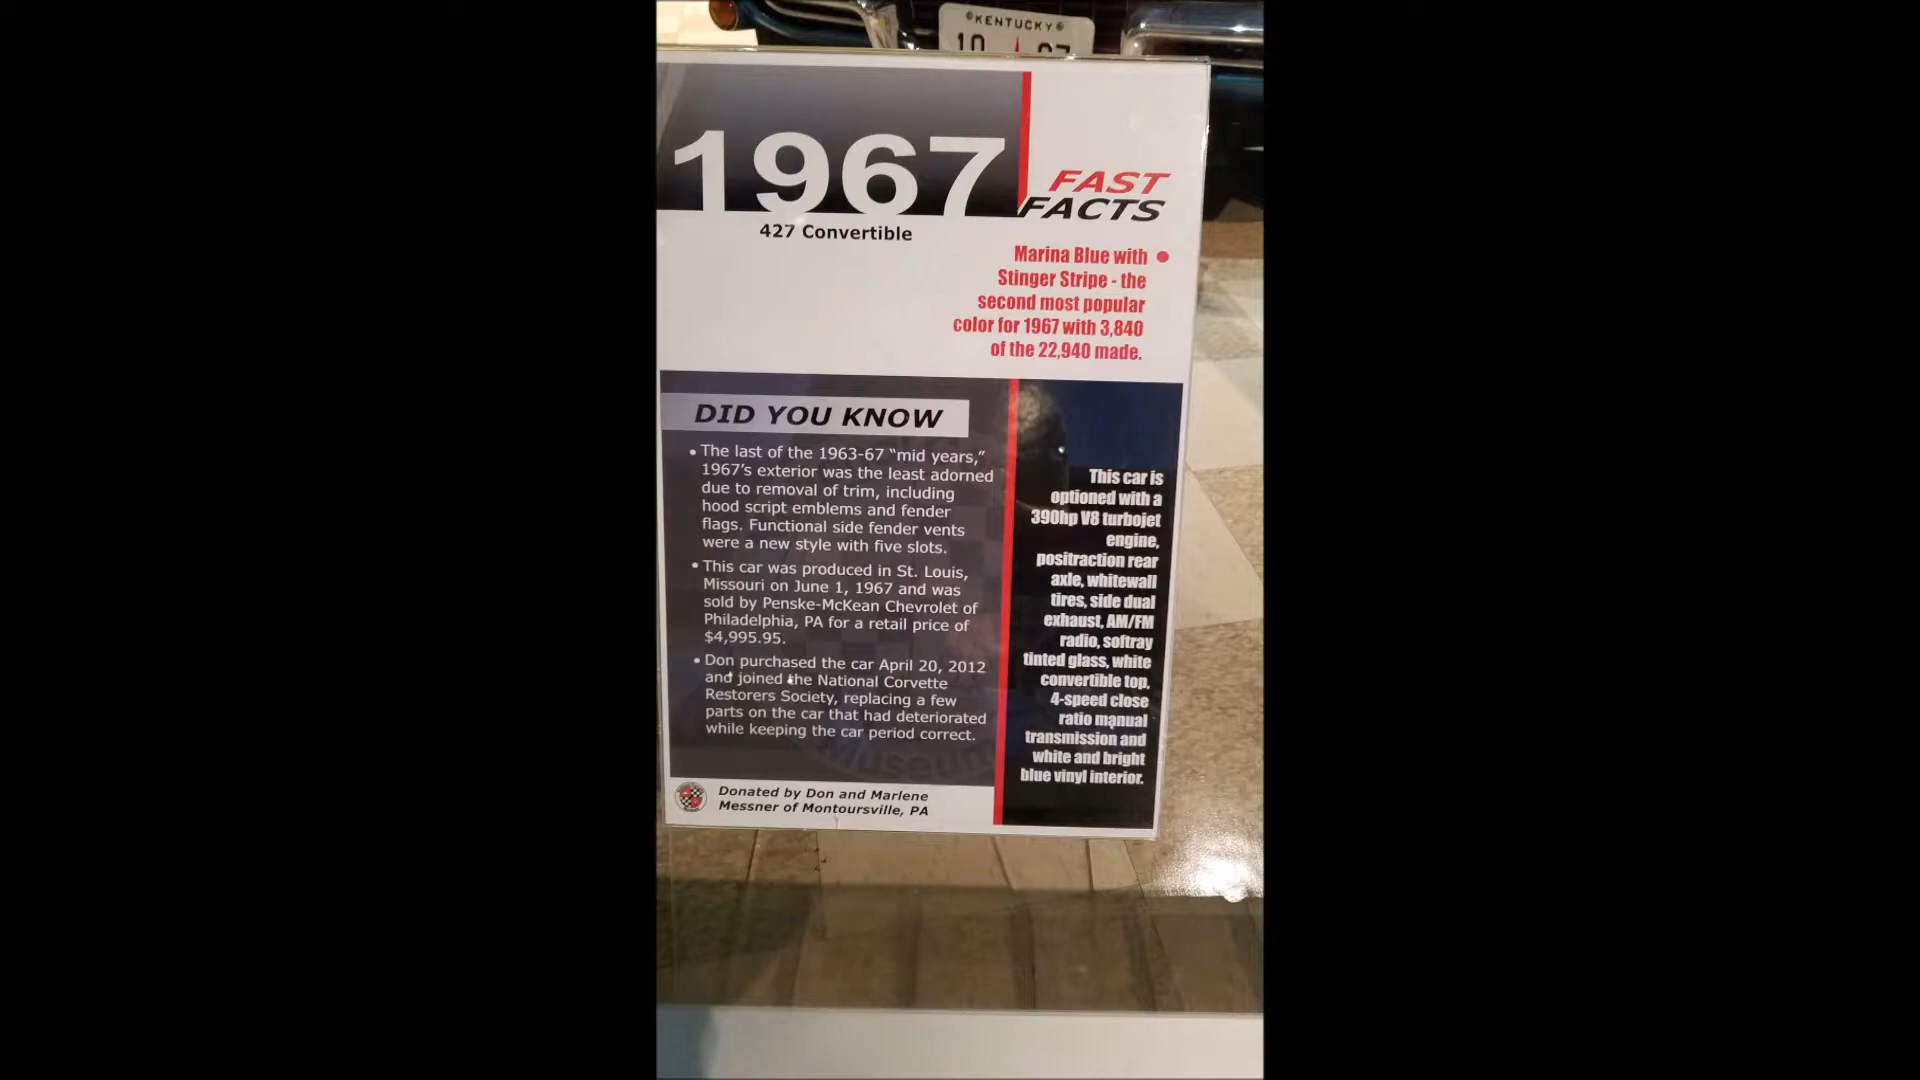 KENTUCKY
1967
FAST
FACTS
427 Convertible
Marina Blue with
Stinger Stripe - the
second most popular
color for 1967 with 3,840
of the 22,940 made.
DID YOU KNOW
• The last of the 1963-67 “mid years,”
1967’s exterior was the least adorned
due to removal of trim, including
hood script emblems and fender
flags. Functional side fender vents
were a new style with five slots.
• This car was produced in St. Louis,
Missouri on June 1, 1967 and was
sold by Penske-McKean Chevrolet of
Philadelphia, PA for a retail price of
$4,995.95.
• Don purchased the car April 20, 2012
and joined the National Corvette
Restorers Society, replacing a few
parts on the car that had deteriorated
while keeping the car period correct.
Museum
This car is
optioned with a
390hp V8 turbojet
engine,
positraction rear
axle, whitewall
tires, side dual
exhaust, AM/FM
radio, softray
tinted glass, white
convertible top,
4-speed close
ratio manual
transmission and
white and bright
blue vinyl interior.
Donated by Don and Marlene
Messner of Montoursville, PA